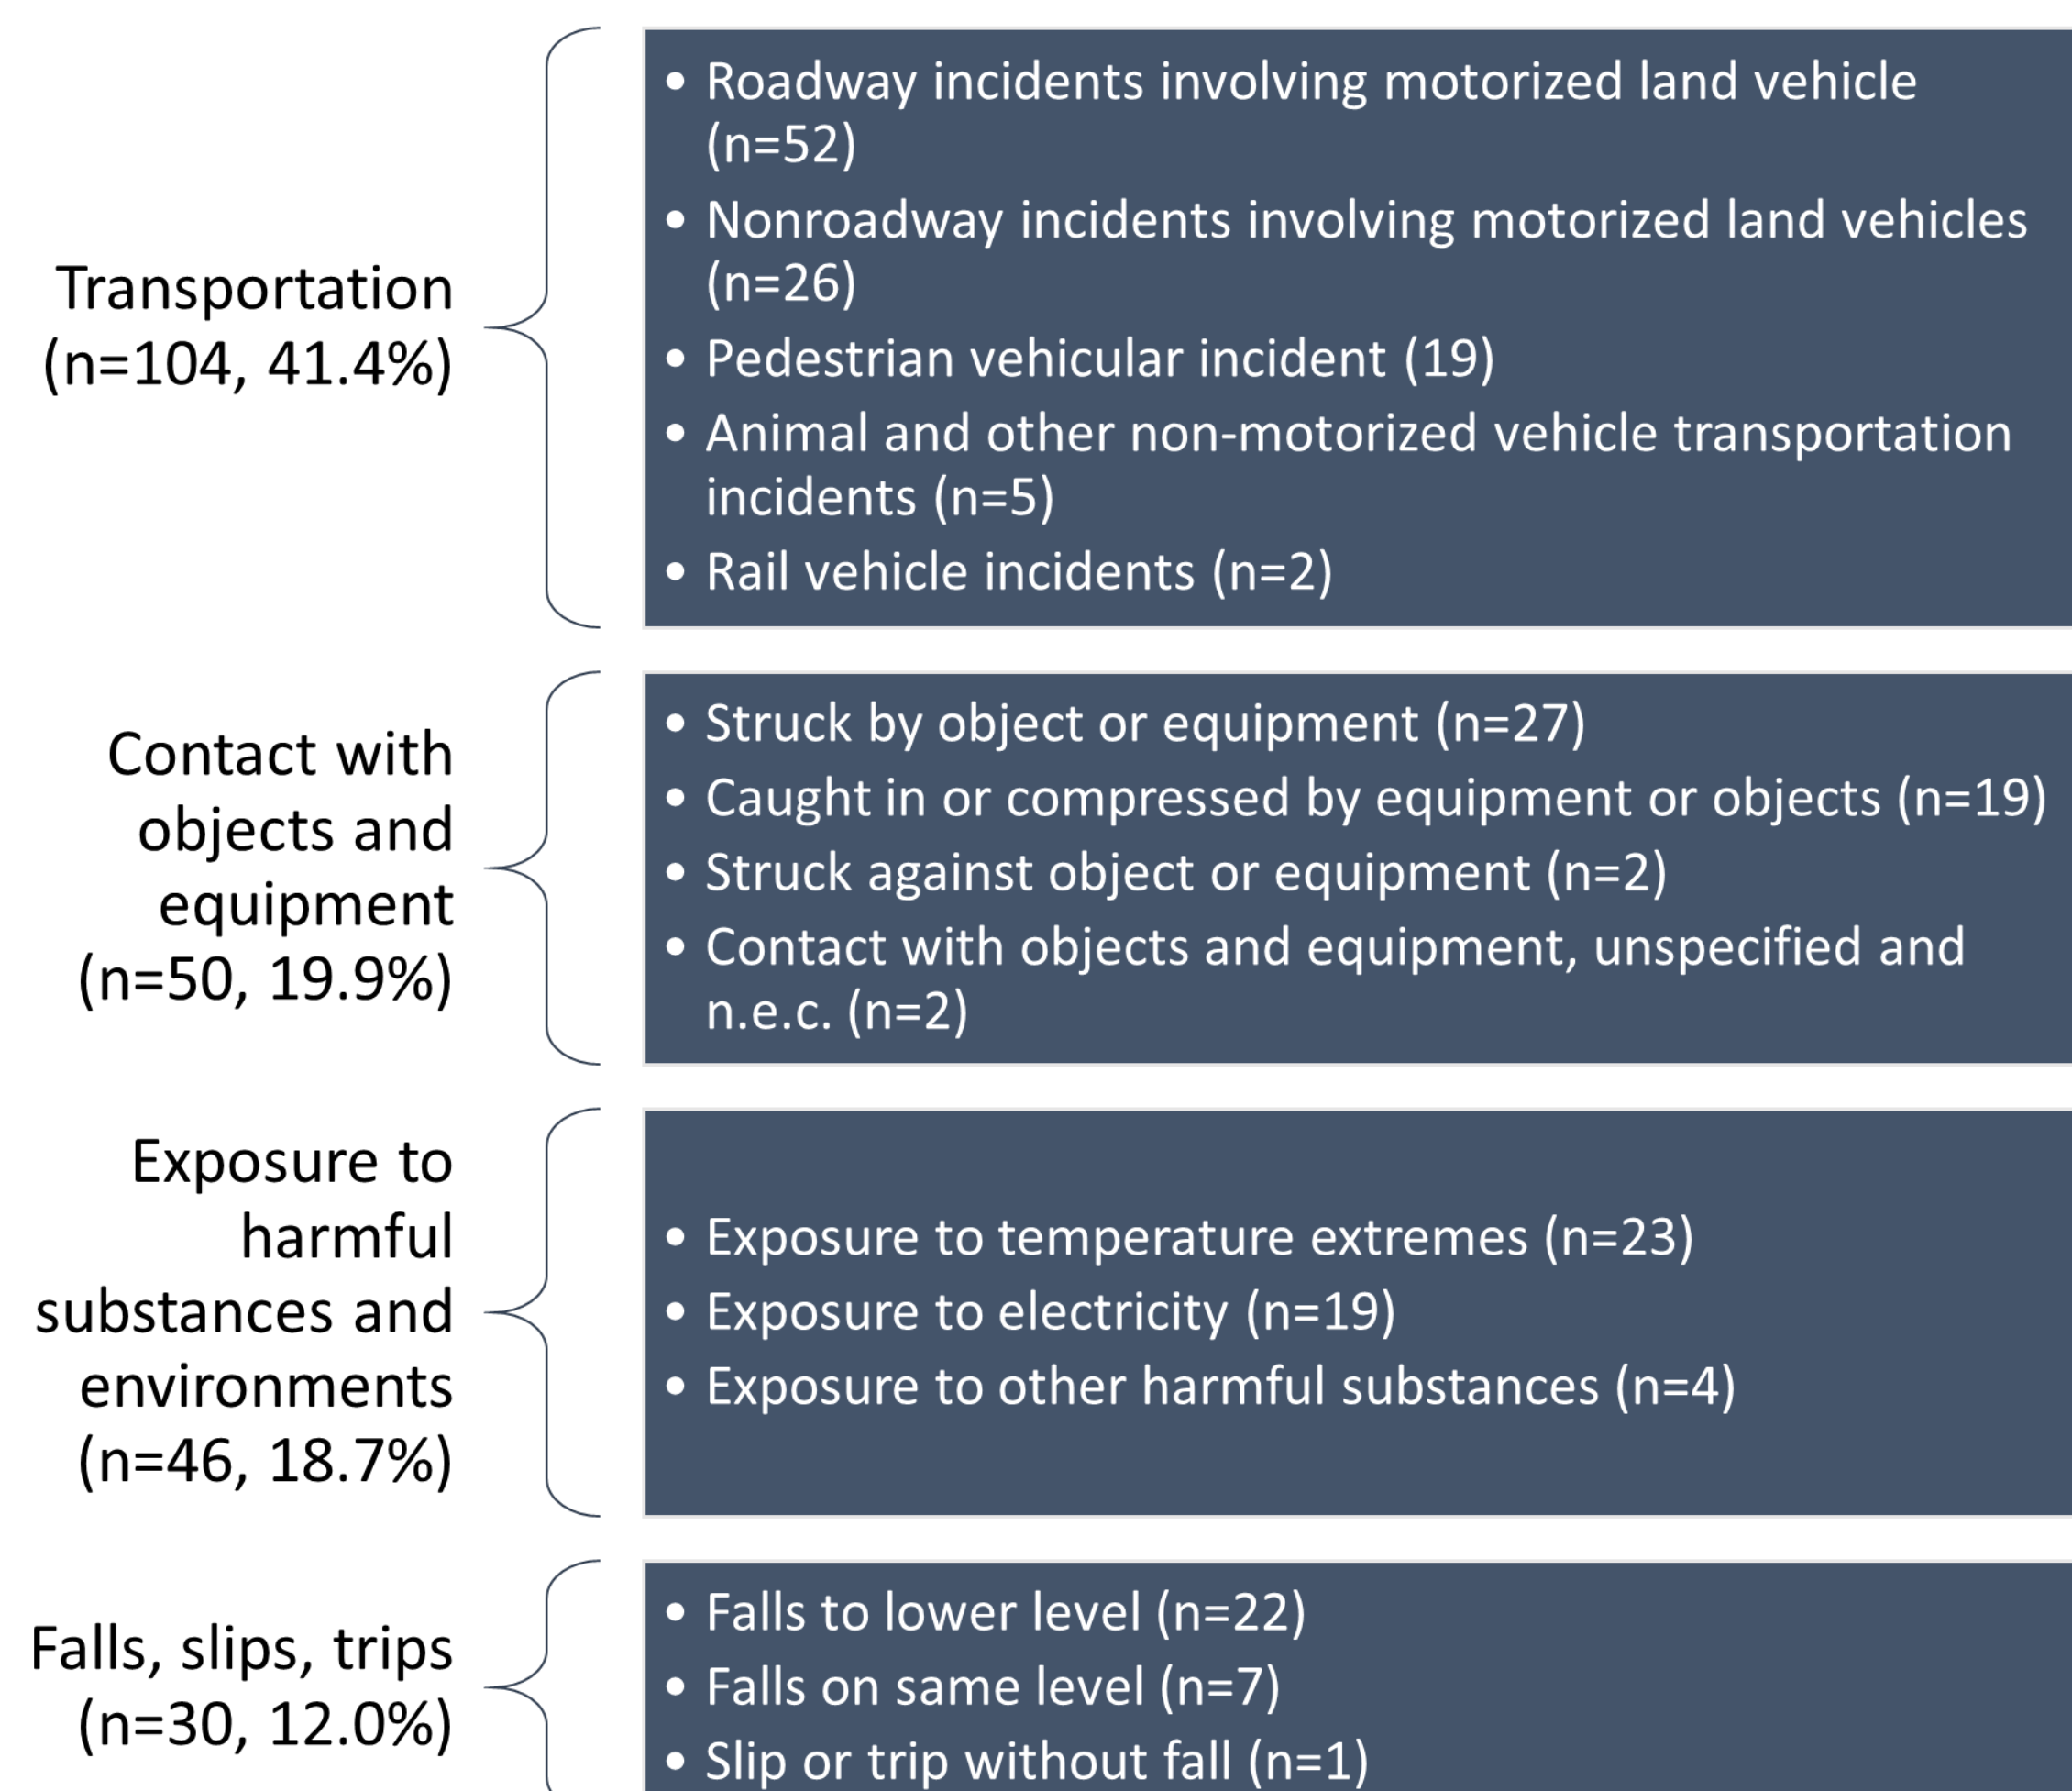 Transportation
(n=104, 41.4%)
• Roadway incidents involving motorized land vehicle
(n=52)
• Nonroadway incidents involving motorized land vehicles
(n=26)
• Pedestrian vehicular incident (19)
• Animal and other non-motorized vehicle transportation
incidents (n=5)
• Rail vehicle incidents (n=2)
Contact with
objects and
equipment
(n=50, 19.9%)
• Struck by object or equipment (n=27)
• Caught in or compressed by equipment or objects (n=19)
• Struck against object or equipment (n=2)
• Contact with objects and equipment, unspecified and
n.e.c. (n=2)
Exposure to
harmful
substances and
environments
(n=46, 18.7%)
• Exposure to temperature extremes (n=23)
• Exposure to electricity (n=19)
• Exposure to other harmful substances (n=4)
Falls, slips, trips
(n=30, 12.0%)
• Falls to lower level (n=22)
• Falls on same level (n=7)
• Slip or trip without fall (n=1)